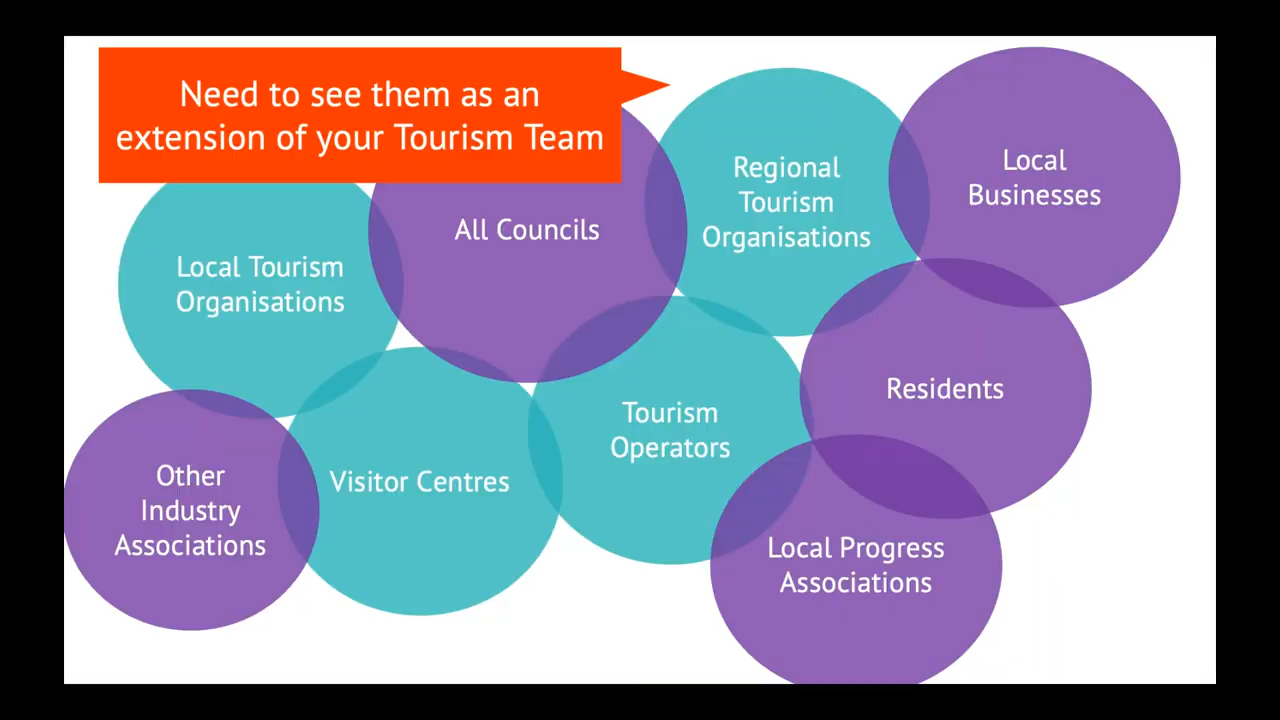 Need to see them as an
extension of your Tourism Team
Local Tourism
Organisations
All Councils
Regional
Tourism
Organisations
Local
Businesses
Other
Industry
Associations
Visitor Centres
Tourism
Operators
Residents
Local Progress
Associations